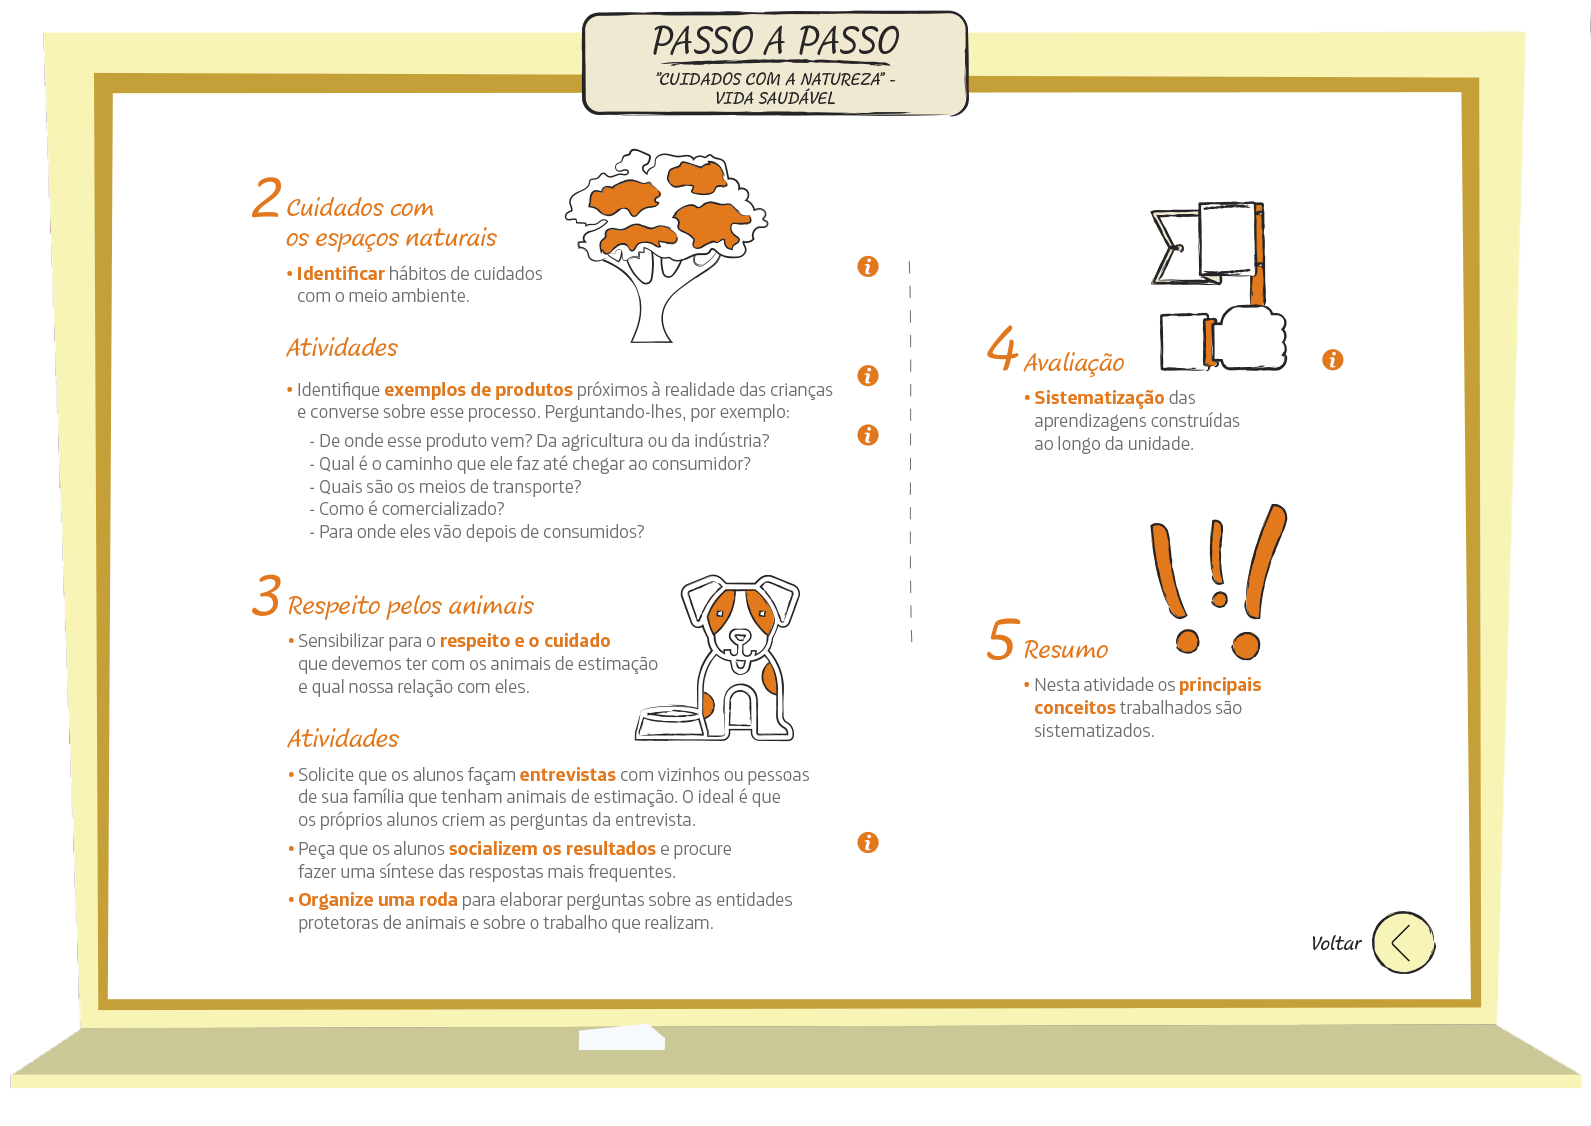 PASSO A PASSO
"CUIDADOS COM A NATUREZA" -
VIDA SAUDÁVEL
2 Cuidados com
os espaços naturais
• Identificar hábitos de cuidados
com o meio ambiente.
Atividades
• Identifique exemplos de produtos próximos à realidade das crianças
e converse sobre esse processo. Perguntando-lhes, por exemplo:
- De onde esse produto vem? Da agricultura ou da indústria?
- Qual é o caminho que ele faz até chegar ao consumidor?
- Quais são os meios de transporte?
- Como é comercializado?
- Para onde eles vão depois de consumidos?
3 Respeito pelos animais
• Sensibilizar para o respeito e o cuidado
que devemos ter com os animais de estimação
e qual nossa relação com eles.
Atividades
• Solicite que os alunos façam entrevistas com vizinhos ou pessoas
de sua família que tenham animais de estimação. O ideal é que
os próprios alunos criem as perguntas da entrevista.
• Peça que os alunos socializem os resultados e procure
fazer uma síntese das respostas mais frequentes.
• Organize uma roda para elaborar perguntas sobre as entidades
protetoras de animais e sobre o trabalho que realizam.
i
i
i
i
4 Avaliação
i
• Sistematização das
aprendizagens construídas
ao longo da unidade.
5 Resumo
• Nesta atividade os principais
conceitos trabalhados são
sistematizados.
Voltar